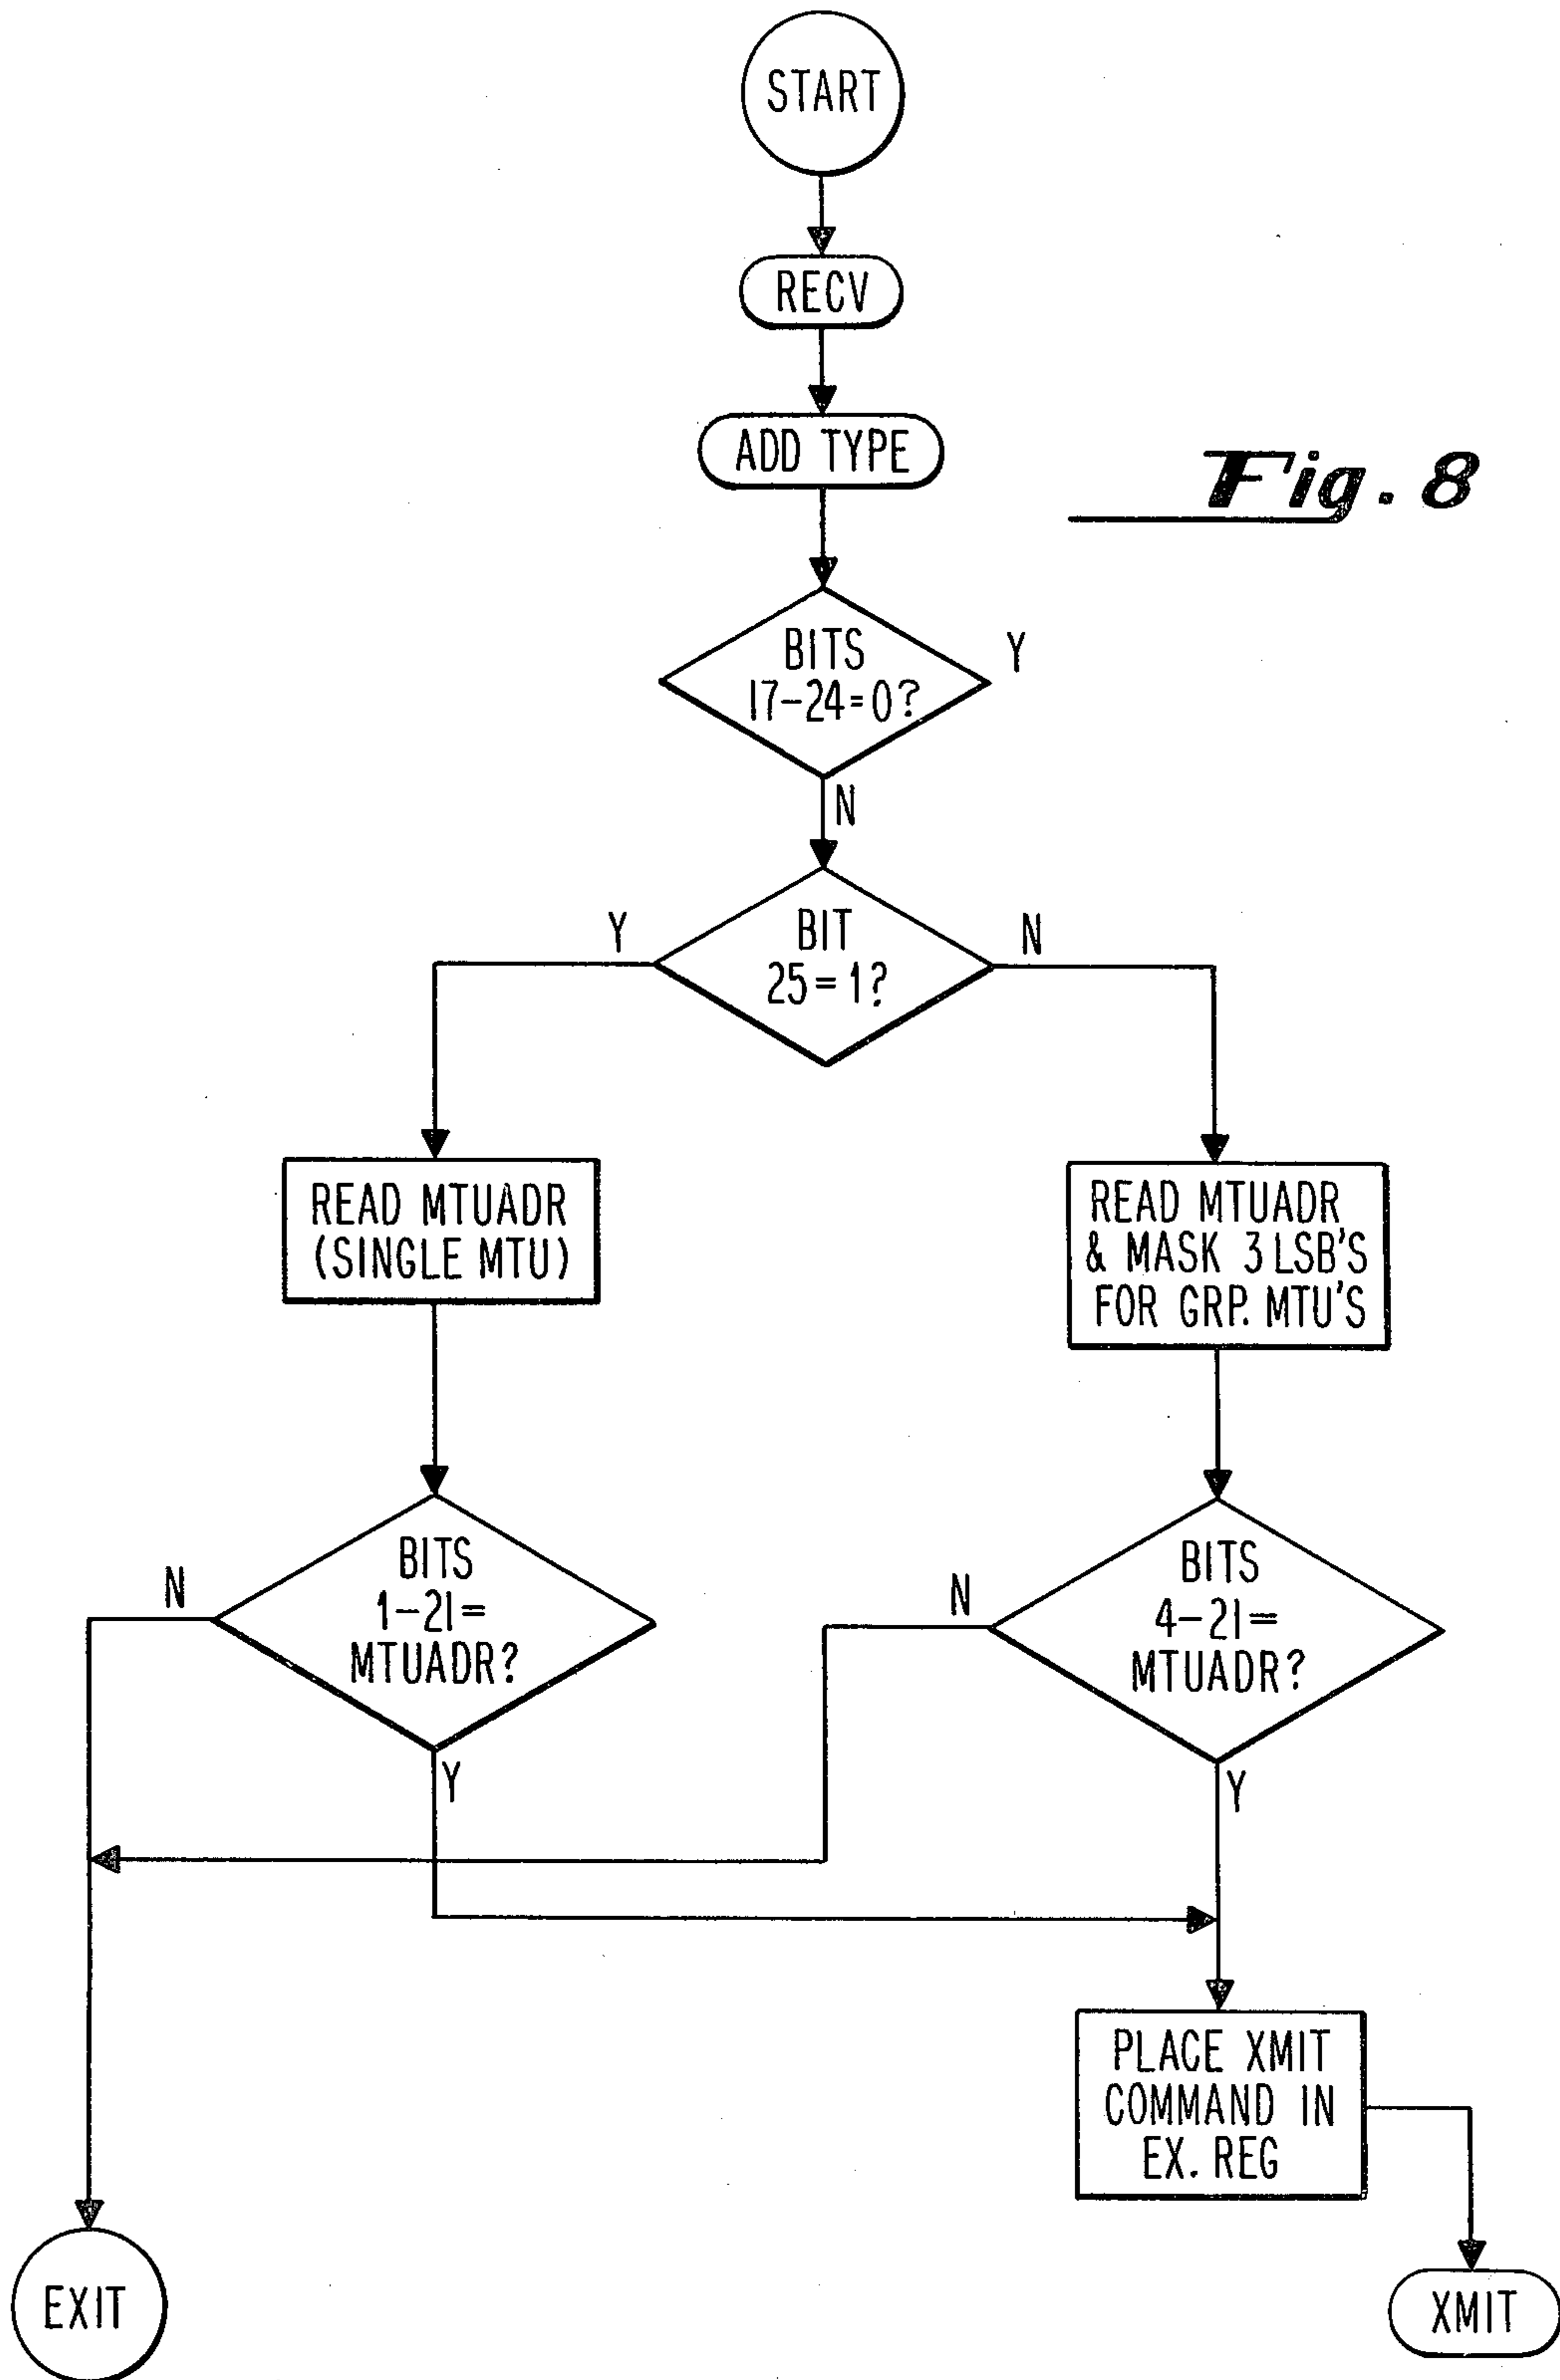 START
RECV
ADD TYPE
Fig. 8
BITS
17-24=0?
Y
N
BIT
25=1?
Y
N
READ MTUADR
(SINGLE MTU)
READ MTUADR
& MASK 3 LSB'S
FOR GRP. MTU'S
BITS
1-21=
MTUADR?
N
Y
BITS
4-21=
MTUADR?
N
Y
PLACE XMIT
COMMAND IN
EX. REG
EXIT
XMIT